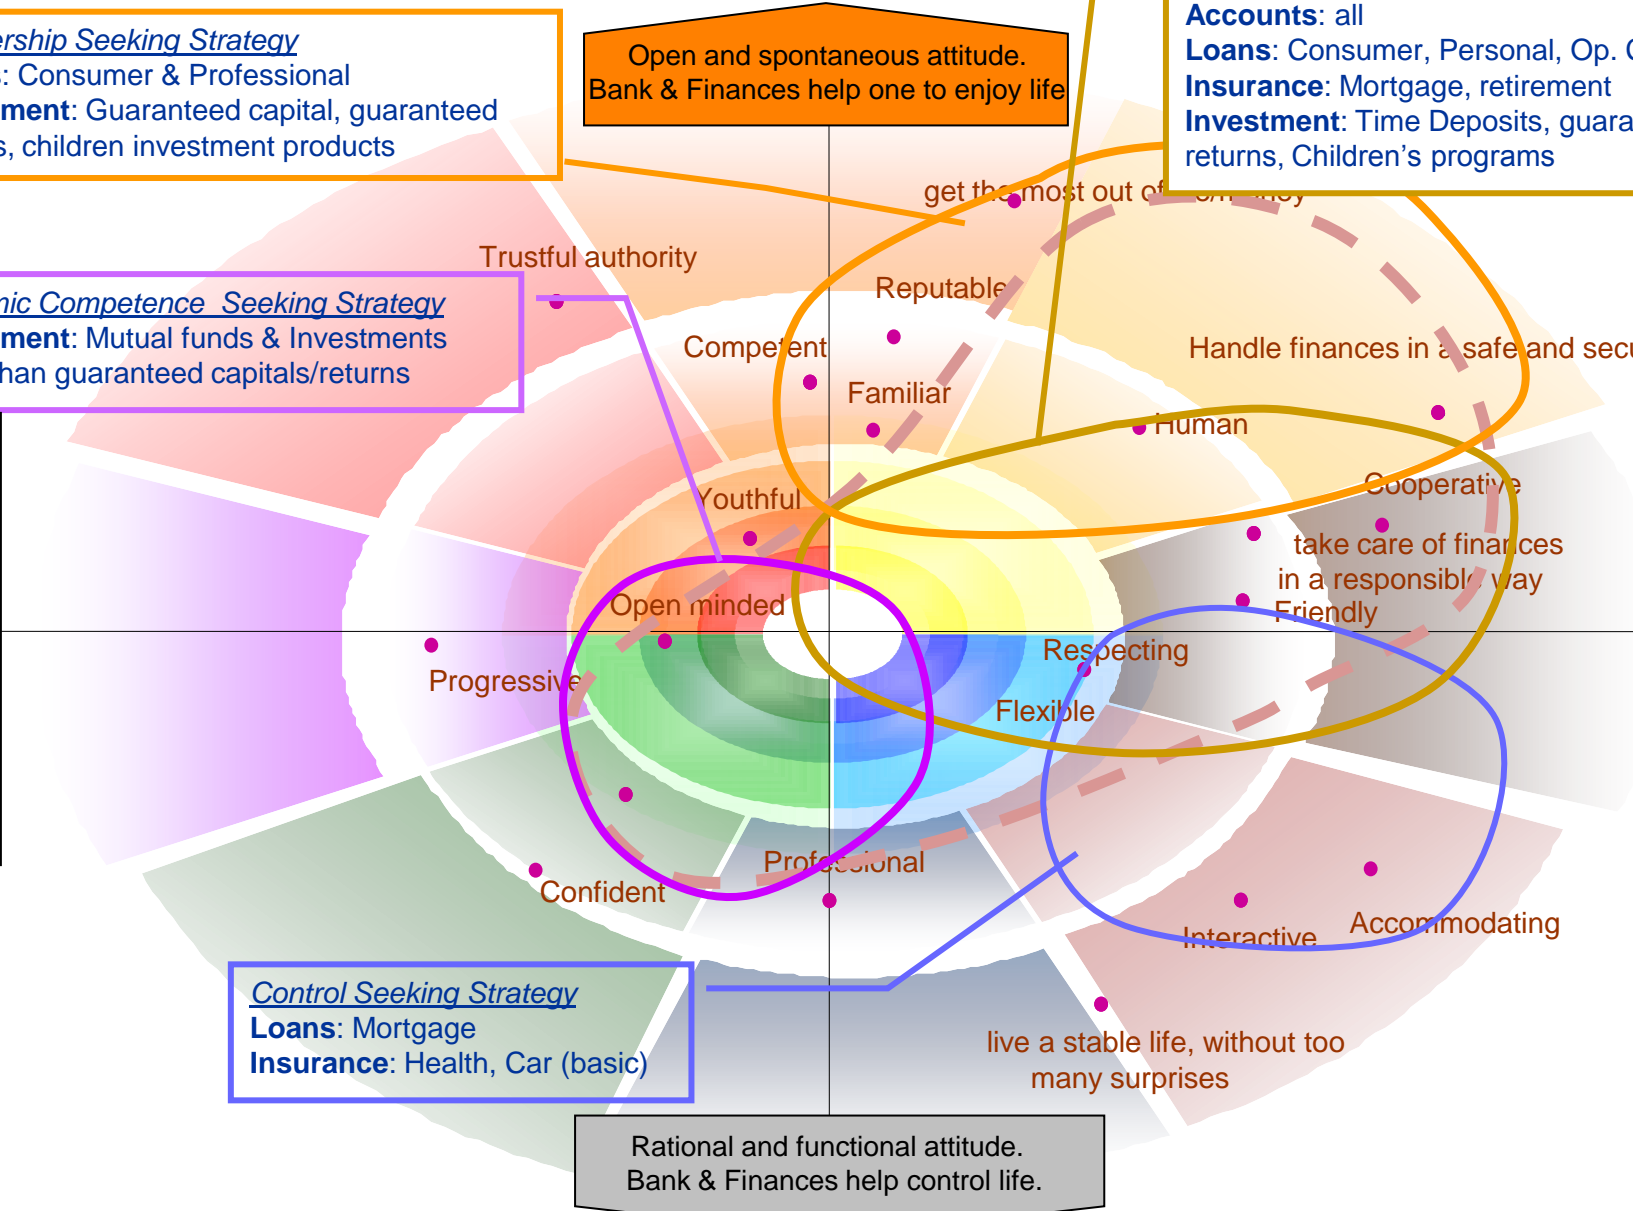 ership Seeking Strategy
s: Consumer & Professional
ment: Guaranteed capital, guaranteed
s, children investment products
Open and spontaneous attitude.
Bank & Finances help one to enjoy life
Accounts: all
Loans: Consumer, Personal, Op.
Insurance: Mortgage, retirement
Investment: Time Deposits, guara
returns, Children's programs
get the most out of
Trustful authority
Reputable
mic Competence Seeking Strategy
ment: Mutual funds & Investments
than guaranteed capitals/returns
Competent
Handle finances in a safe and secu
Familiar
Human
Youthful
Cooperative
take care of finances
in a responsible way
Open minded
Friendly
Respecting
Progressive
Flexible
Professional
Confident
Accommodating
Interactive
Control Seeking Strategy
Loans: Mortgage
Insurance: Health, Car (basic)
live a stable life, without too
many surprises
Rational and functional attitude.
Bank & Finances help control life.